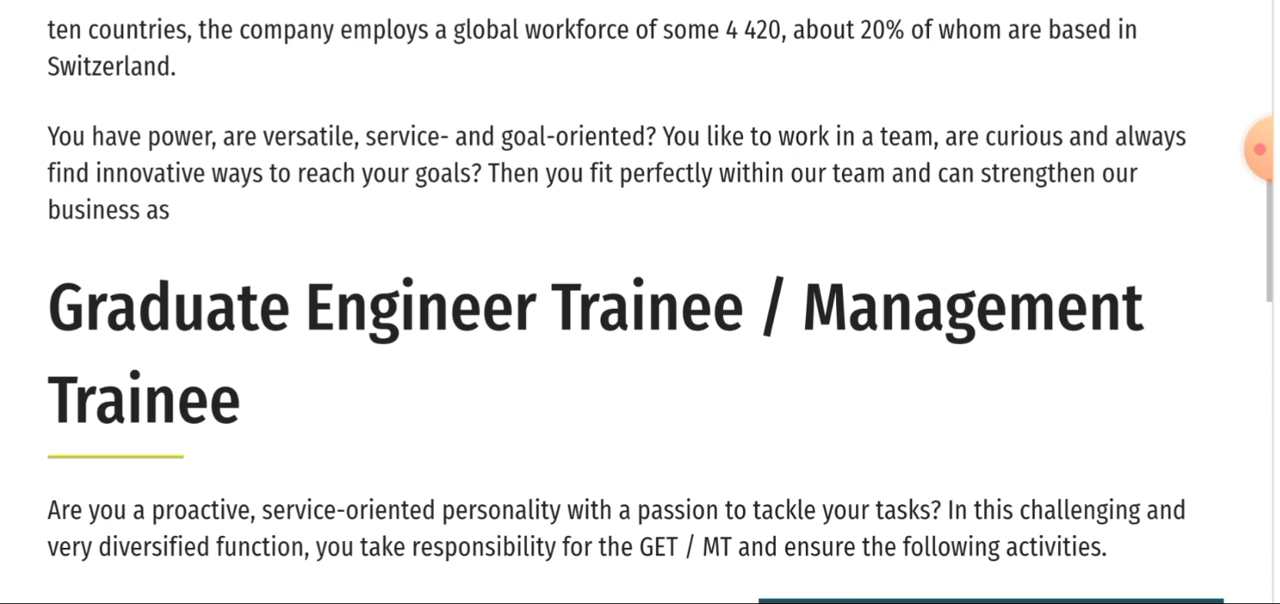 ten countries, the company employs a global workforce of some 4 420, about 20% of whom are based in
Switzerland.
You have power, are versatile, service- and goal-oriented? You like to work in a team, are curious and always
find innovative ways to reach your goals? Then you fit perfectly within our team and can strengthen our
business as
Graduate Engineer Trainee / Management
Trainee
Are you a proactive, service-oriented personality with a passion to tackle your tasks? In this challenging and
very diversified function, you take responsibility for the GET / MT and ensure the following activities.